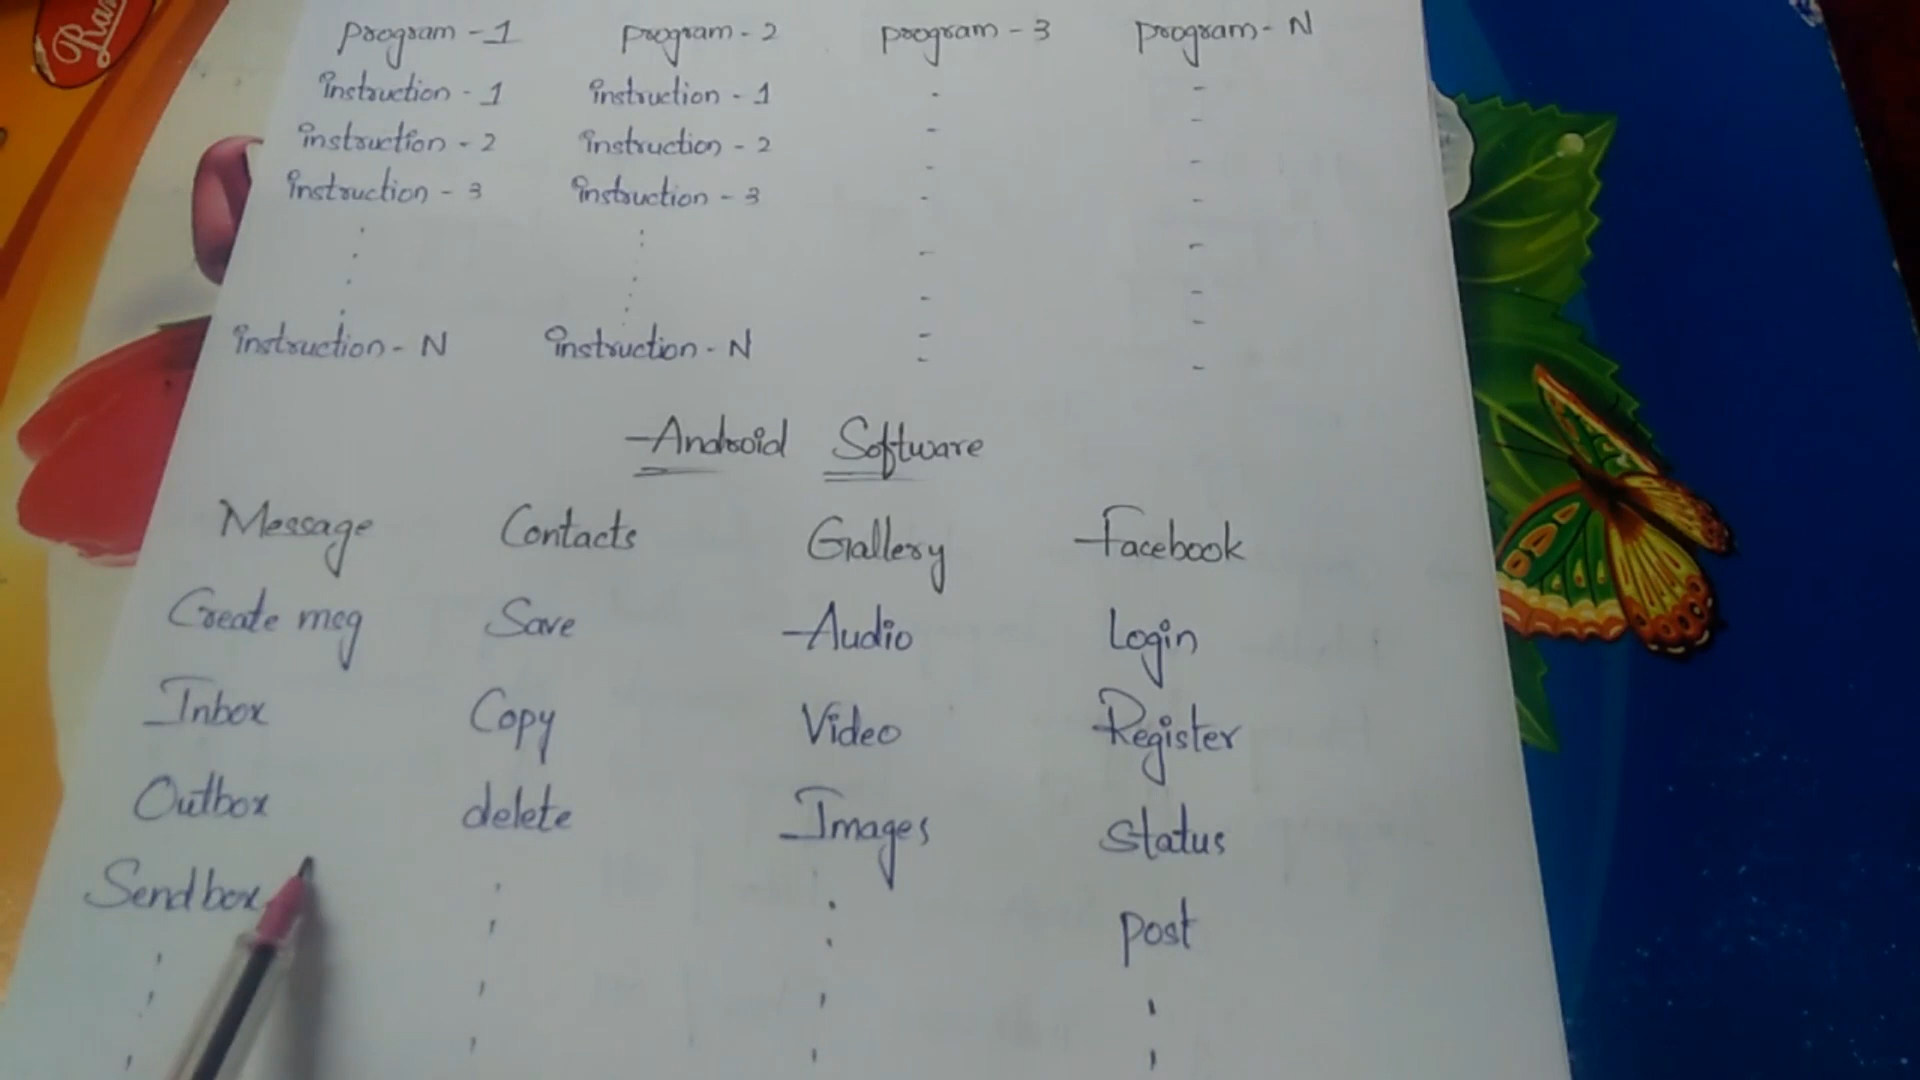 Program - 1 Program - 2 Program - 3 Program - N
instruction - 1 instruction - 1
instruction - 2 instruction - 2
instruction - 3 instruction - 3
instruction - N instruction - N
Android Software
Message Contacts Gallery Facebook
Create msg Save Audio Login
Inbox Copy Video Register
Outbox delete Images Status
Sendbox post